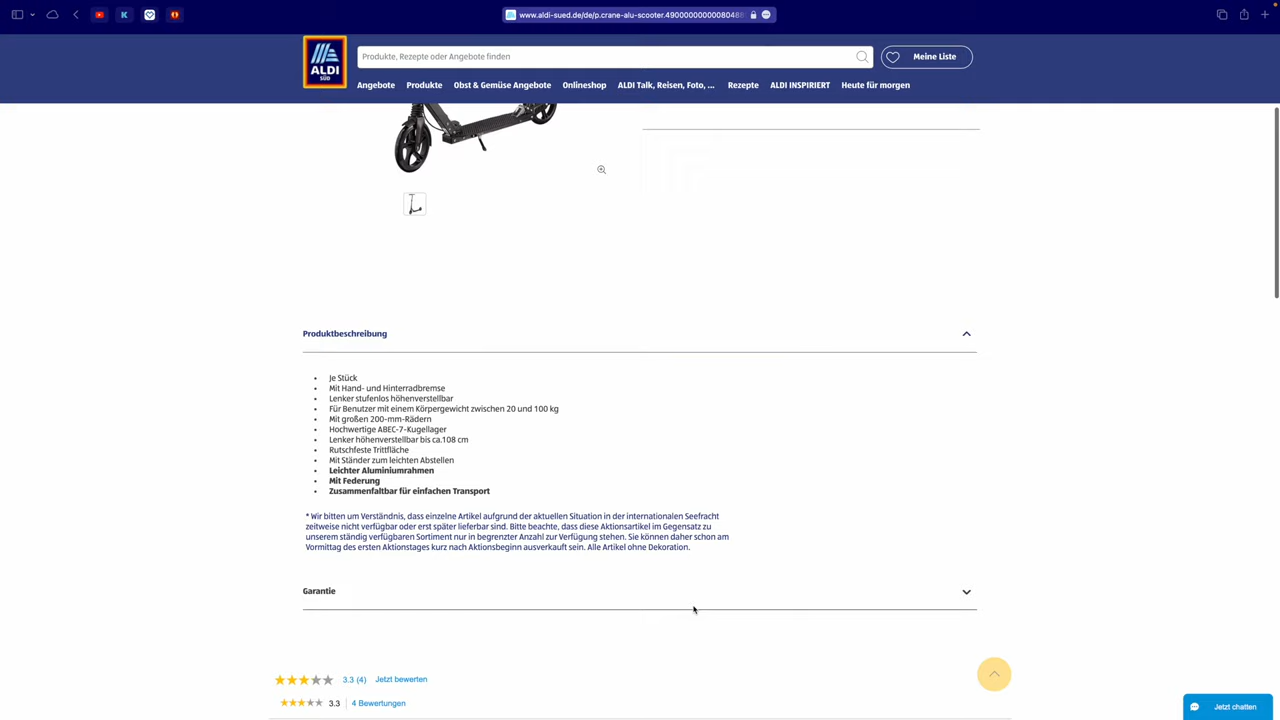 www.aldi-sued.de/de/p.crane-alu-scooter.490000000000080488
ALDI
SÜD
Produkte, Rezepte oder Angebote finden
Meine Liste
Angebote
Produkte
Obst & Gemüse Angebote
Onlineshop
ALDI Talk, Reisen, Foto, ...
Rezepte
ALDI INSPIRIERT
Heute für morgen
Produktbeschreibung
• Je Stück
• Mit Hand- und Hinterradbremse
• Lenker stufenlos höhenverstellbar
• Für Benutzer mit einem Körpergewicht zwischen 20 und 100 kg
• Mit großen 200-mm-Rädern
• Hochwertige ABEC-7-Kugellager
• Lenker höhenverstellbar bis ca.108 cm
• Rutschfeste Trittfläche
• Mit Ständer zum leichten Abstellen
• Leichter Aluminiumrahmen
• Mit Federung
• Zusammenfaltbar für einfachen Transport
* Wir bitten um Verständnis, dass einzelne Artikel aufgrund der aktuellen Situation in der internationalen Seefracht
zeitweise nicht verfügbar oder erst später lieferbar sind. Bitte beachte, dass diese Aktionsartikel im Gegensatz zu
unserem ständig verfügbaren Sortiment nur in begrenzter Anzahl zur Verfügung stehen. Sie können daher schon am
Vormittag des ersten Aktionstages kurz nach Aktionsbeginn ausverkauft sein. Alle Artikel ohne Dekoration.
Garantie
3.3 (4) Jetzt bewerten
3.3 4 Bewertungen
Jetzt chatten